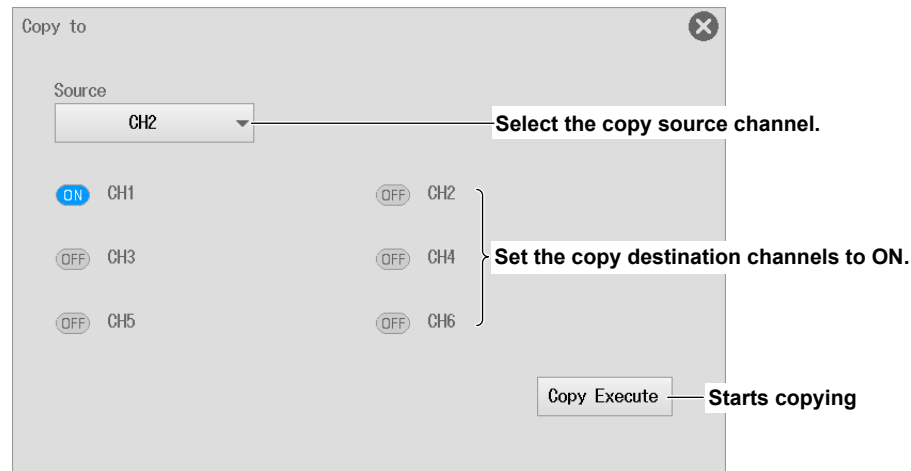 Copy to
Source
CH2
Select the copy source channel.
ON CH1 OFF CH2
OFF CH3 OFF CH4 Set the copy destination channels to ON.
OFF CH5 OFF CH6
Copy Execute Starts copying